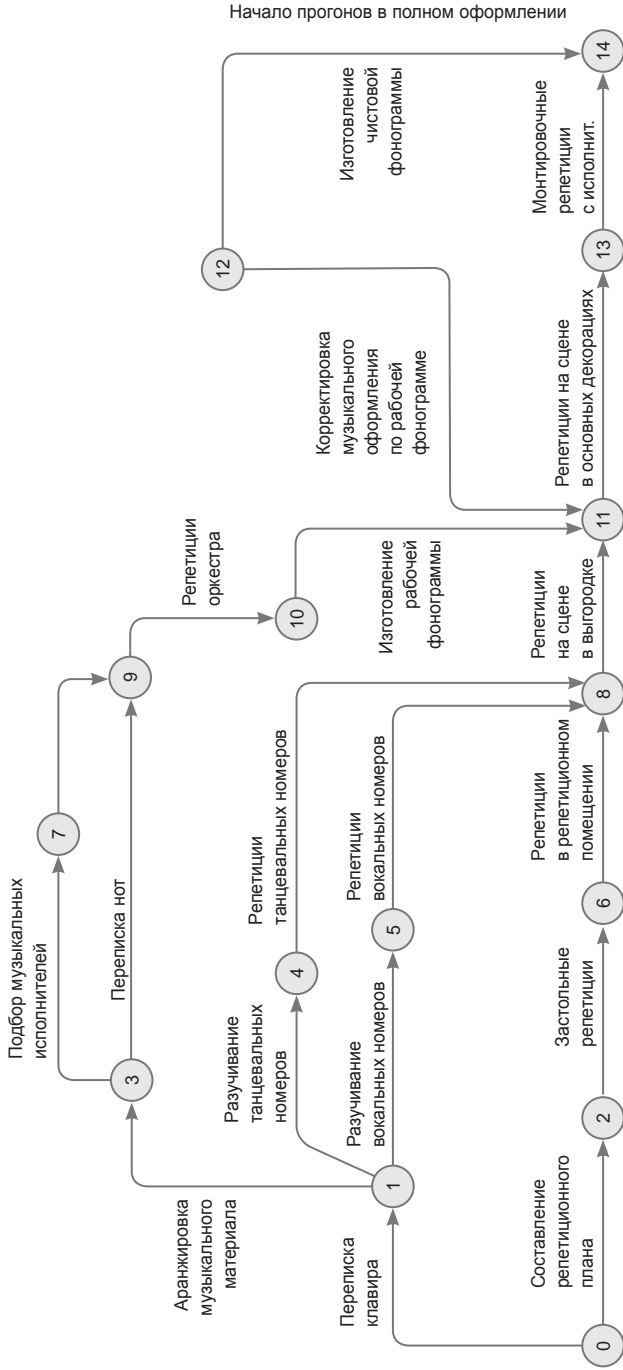 Начало прогонов в полном оформлении
12
Изготовление
чистовой
фонограммы
14
Корректировка
музыкального
оформления
по рабочей
фонограмме
Монтировочные
репетиции
с исполнит.
13
Репетиции на сцене
в основных декорациях
11
Репетиции
оркестра
10
Изготовление
рабочей
фонограммы
Репетиции
на сцене
в выгородке
9
8
7
Подбор музыкальных
исполнителей
Переписка нот
Репетиции
танцевальных номеров
Репетиции
вокальных номеров
Репетиции
в репетиционном
помещении
3
4
5
6
Разучивание
танцевальных
номеров
Разучивание
вокальных номеров
Застольные
репетиции
Аранжировка
музыкального
материала
1
2
Переписка
клавира
Составление
репетиционного
плана
0